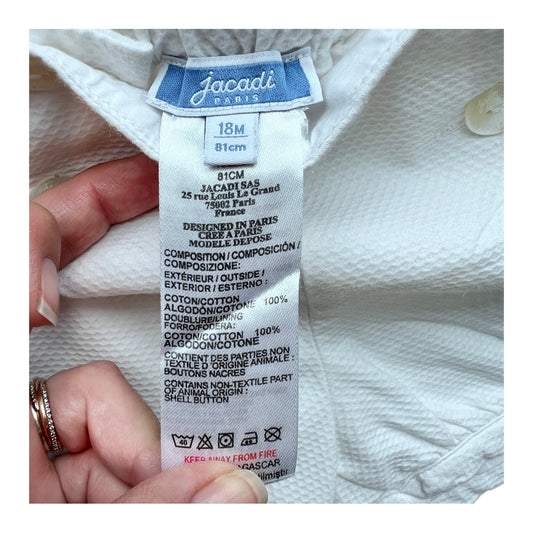 jacadi
PARIS
18M
81cm
81CM
JACADI SAS
25 rue Louis Le Grand
75002 Paris
France
DESIGNED IN PARIS
CREE A PARIS
MODELE DEPOSE
COMPOSITION / COMPOSICIÓN /
COMPOSIZIONE:
EXTÉRIEUR / OUTSIDE /
EXTERIOR / ESTERNO :
COTON/COTTON 100%
ALGODÓN/COTONE
DOUBLURE/LINING
FORRO/FODERA:
COTON/COTTON 100%
ALGODÓN/COTONE
CONTIENT DES PARTIES NON
TEXTILE D'ORIGINE ANIMALE :
BOUTONS NACRES
CONTAINS NON-TEXTILE PART
OF ANIMAL ORIGIN :
SHELL BUTTON
40
KEEP AWAY FROM FIRE